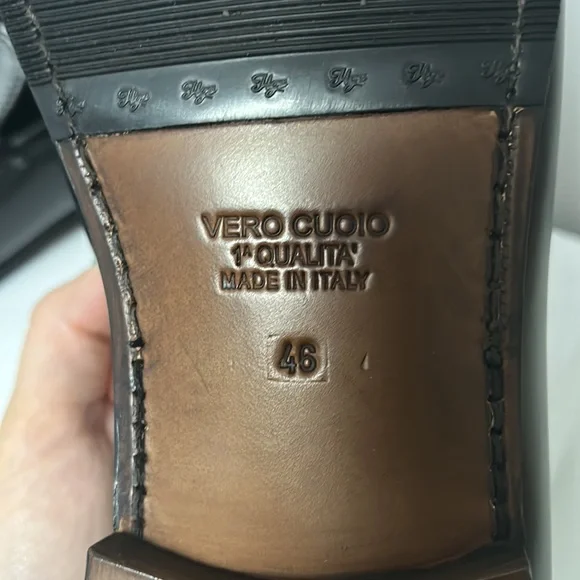 VERO CUOIO
1ª QUALITA'
MADE IN ITALY
46